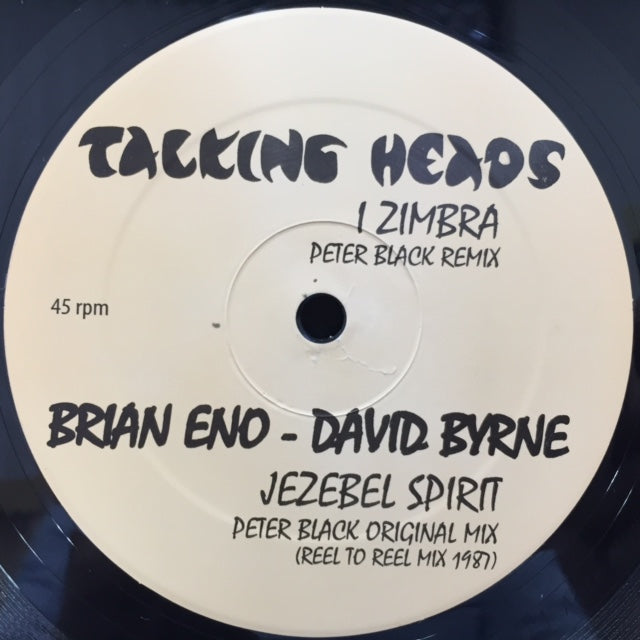 TALKING HEADS
I ZIMBRA
PETER BLACK REMIX
45 rpm
BRIAN ENO - DAVID BYRNE
JEZEBEL SPIRIT
PETER BLACK ORIGINAL MIX
(REEL TO REEL MIX 1987)